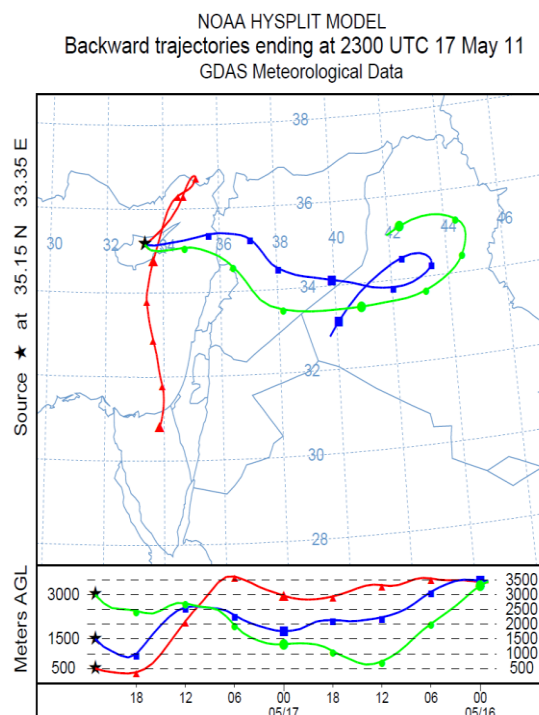 NOAA HYSPLIT MODEL
Backward trajectories ending at 2300 UTC 17 May 11
GDAS Meteorological Data
Source ★ at 35.15 N 33.35 E
38
36
30 32 34 36 38 40 42 44 46
34
32
30
28
Meters AGL
3000
1500
500
3500
3000
2500
2000
1500
1000
500
18 12 06 00 18 12 06 00
05/17 05/16